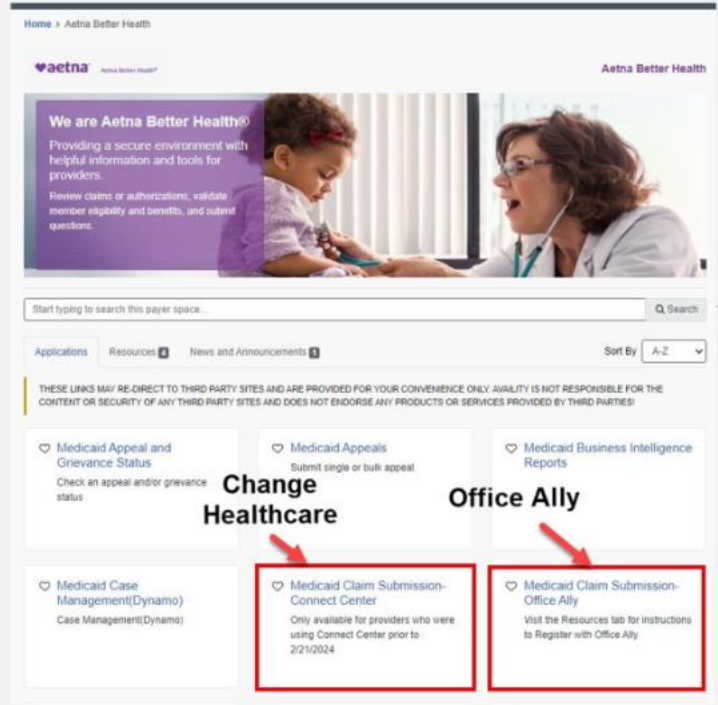 Home > Aetna Better Health
aetna Aetna Better Health®
Aetna Better Health
We are Aetna Better Health®
Providing a secure environment with
helpful information and tools for
providers.
Review claims or authorizations, validate
member eligibility and benefits, and submit
questions.
Start typing to search this payer space...
Search
Applications
Resources 4
News and Announcements 1
Sort By A-Z
THESE LINKS MAY RE-DIRECT TO THIRD PARTY SITES AND ARE PROVIDED FOR YOUR CONVENIENCE ONLY. AVAILITY IS NOT RESPONSIBLE FOR THE
CONTENT OR SECURITY OF ANY THIRD PARTY SITES AND DOES NOT ENDORSE ANY PRODUCTS OR SERVICES PROVIDED BY THIRD PARTIES!
Medicaid Appeal and
Grievance Status
Check an appeal and/or grievance
status
Medicaid Appeals
Submit single or bulk appeal
Medicaid Business Intelligence
Reports
Change
Healthcare
Office Ally
Medicaid Case
Management(Dynamo)
Case Management(Dynamo)
Medicaid Claim Submission-
Connect Center
Only available for providers who were
using Connect Center prior to
2/21/2024
Medicaid Claim Submission-
Office Ally
Visit the Resources tab for instructions
to Register with Office Ally